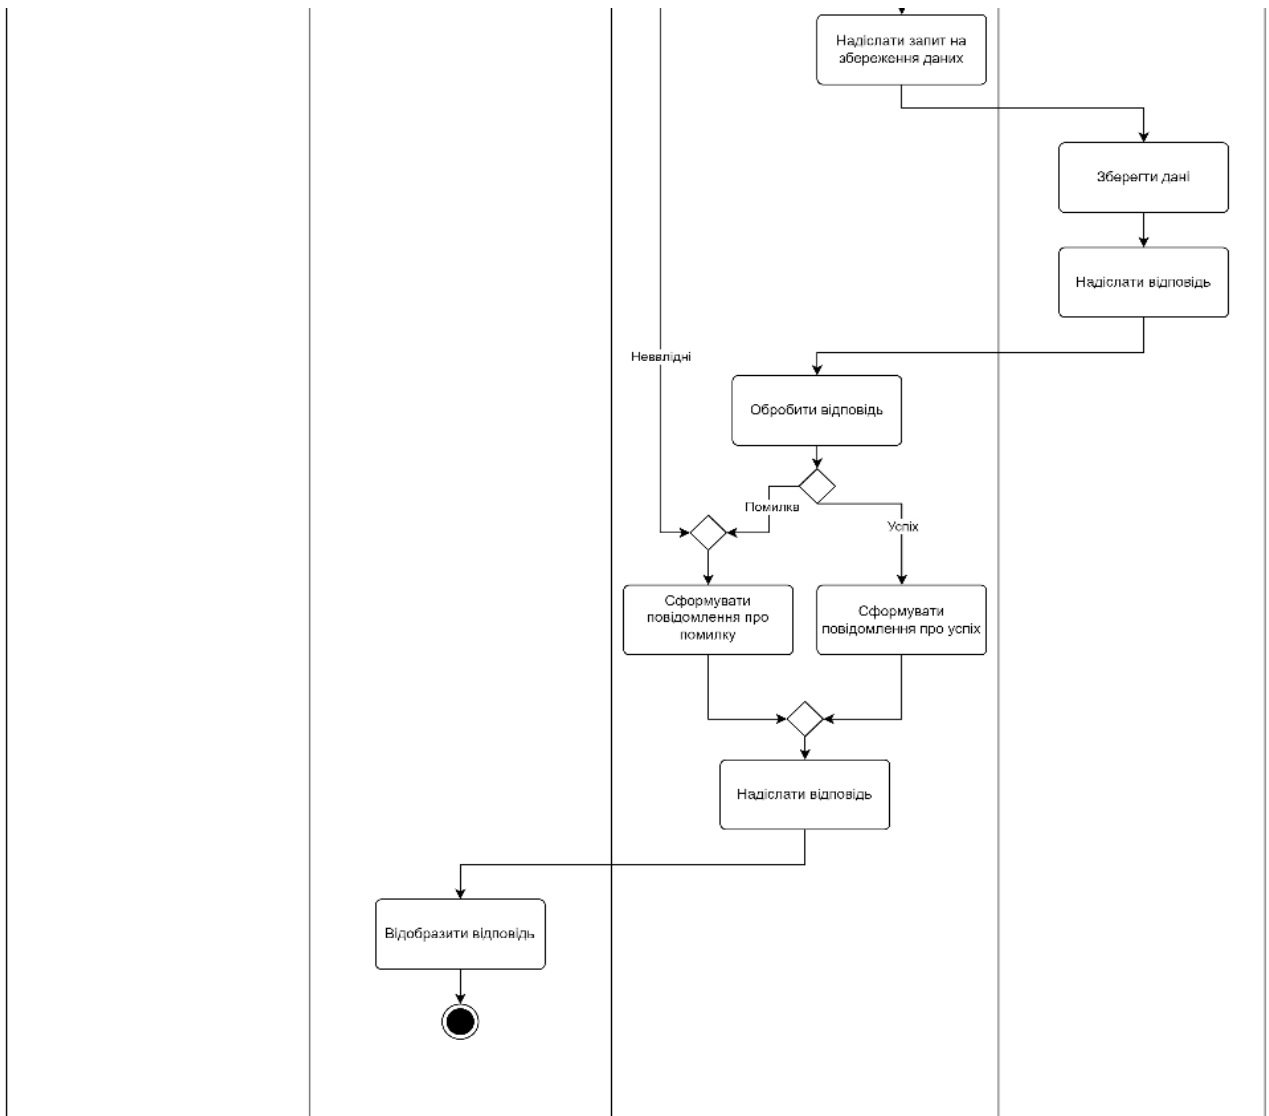 Надіслати запит на
збереження даних
Зберегти дані
Надіслати відповідь
Невалідні
Обробити відповідь
Помилка
Успіх
Сформувати
повідомлення про
помилку
Сформувати
повідомлення про успіх
Надіслати відповідь
Відобразити відповідь